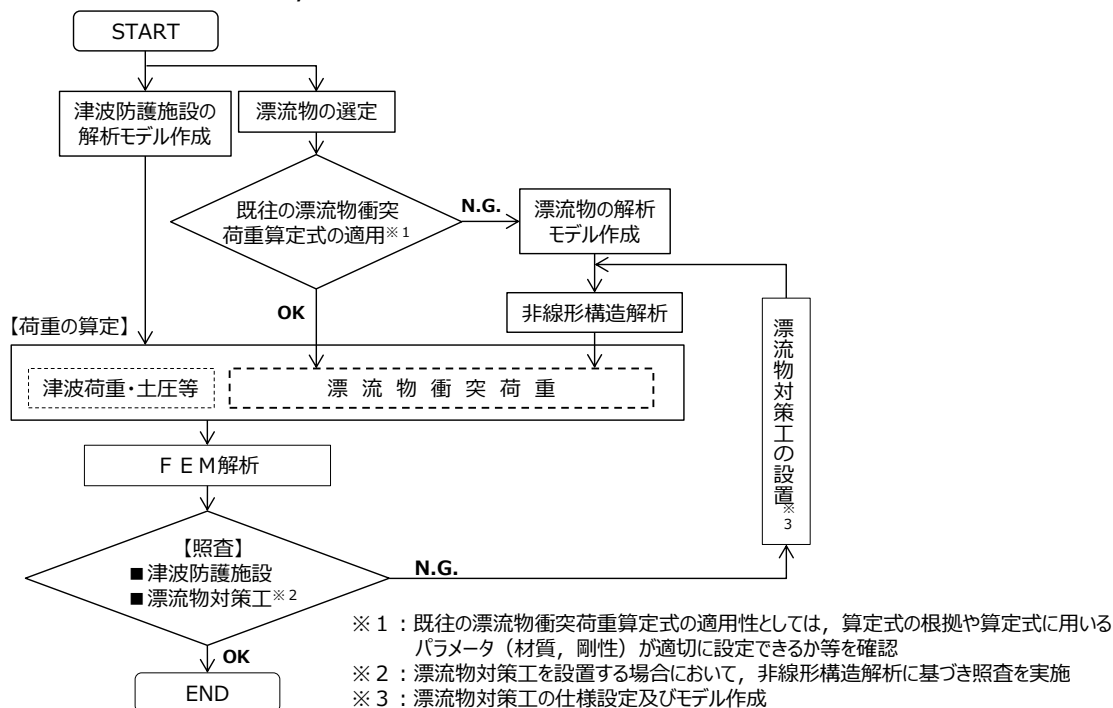 START
津波防護施設の
解析モデル作成
漂流物の選定
既往の漂流物衝突
荷重算定式の適用※1
N.G.
漂流物の解析
モデル作成
OK
非線形構造解析
漂流物対策工の設置※3
【荷重の算定】
津波荷重・土圧等
漂流物衝突荷重
FEM解析
【照査】
■津波防護施設
■漂流物対策工※2
N.G.
OK
END
※1：既往の漂流物衝突荷重算定式の適用性としては，算定式の根拠や算定式に用いる
パラメータ（材質，剛性）が適切に設定できるか等を確認
※2：漂流物対策工を設置する場合において，非線形構造解析に基づき照査を実施
※3：漂流物対策工の仕様設定及びモデル作成